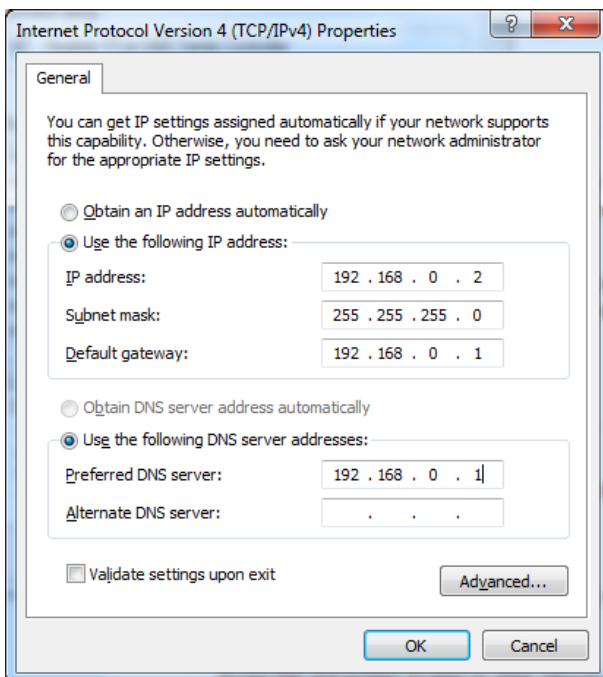 Internet Protocol Version 4 (TCP/IPv4) Properties
General
You can get IP settings assigned automatically if your network supports
this capability. Otherwise, you need to ask your network administrator
for the appropriate IP settings.
Obtain an IP address automatically
Use the following IP address:
IP address: 192 . 168 . 0 . 2
Subnet mask: 255 . 255 . 255 . 0
Default gateway: 192 . 168 . 0 . 1
Obtain DNS server address automatically
Use the following DNS server addresses:
Preferred DNS server: 192 . 168 . 0 . 1
Alternate DNS server: . . .
Validate settings upon exit
Advanced...
OK Cancel